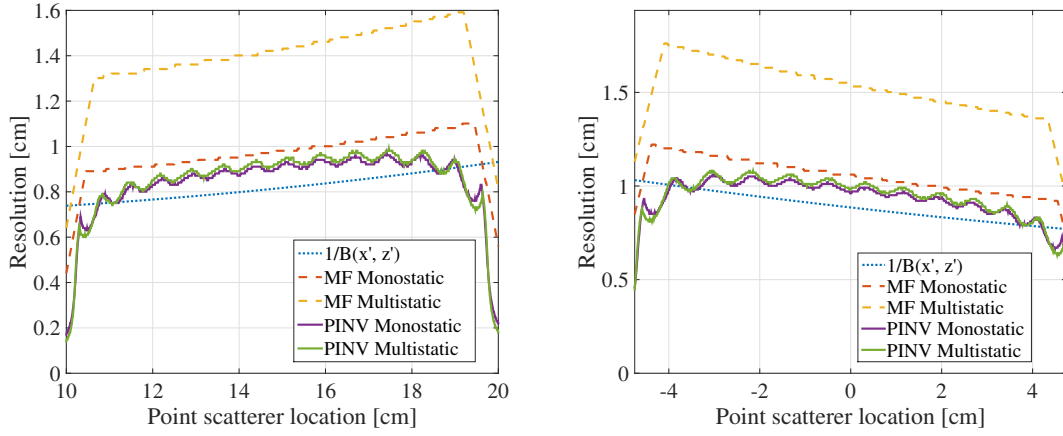 1.6
1.4
1.2
1
0.8
0.6
0.4
0.2
0
Resolution [cm]
10 12 14 16 18 20
Point scatterer location [cm]
1/B(x', z')
MF Monostatic
MF Multistatic
PINV Monostatic
PINV Multistatic
1.5
1
0.5
0
Resolution [cm]
-4 -2 0 2 4
Point scatterer location [cm]
1/B(x', z')
MF Monostatic
MF Multistatic
PINV Monostatic
PINV Multistatic